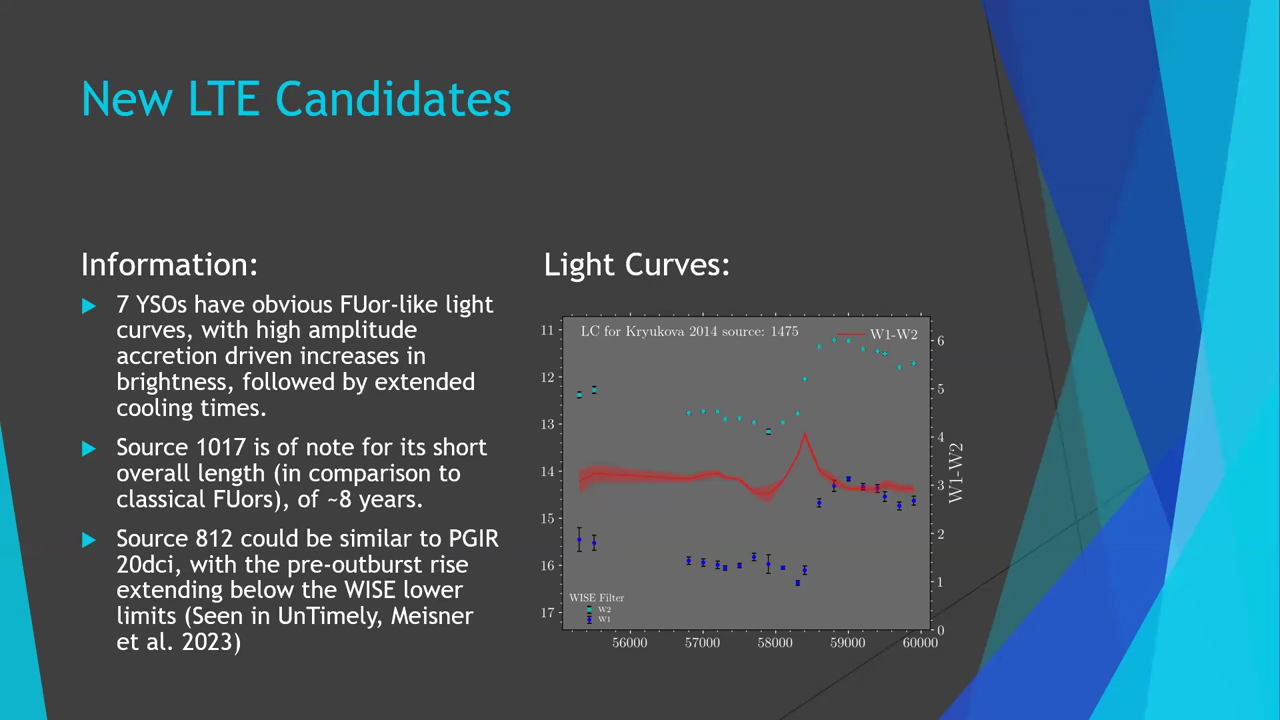 New LTE Candidates
Information:
7 YSOs have obvious FUor-like light
curves, with high amplitude
accretion driven increases in
brightness, followed by extended
cooling times.
Source 1017 is of note for its short
overall length (in comparison to
classical FUors), of ~8 years.
Source 812 could be similar to PGIR
20dci, with the pre-outburst rise
extending below the WISE lower
limits (Seen in UnTimely, Meisner
et al. 2023)
Light Curves:
LC for Kryukova 2014 source: 1475
W1-W2
11
12
13
14
15
16
17
6
5
4
3
2
1
0
W1-W2
WISE Filter
W2
W1
56000 57000 58000 59000 60000